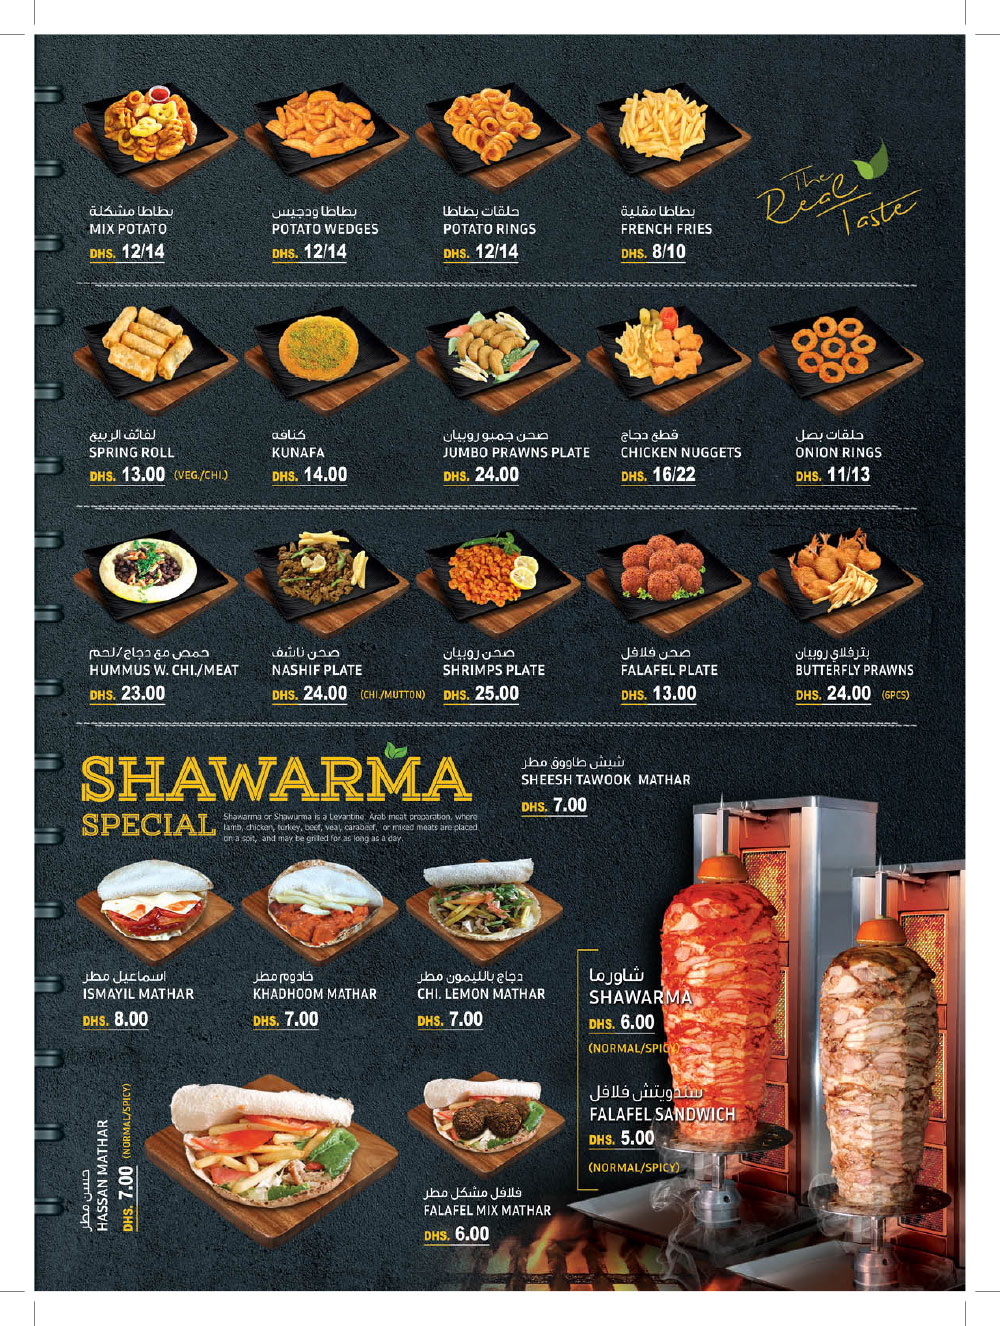 بطاطا مشكلة
MIX POTATO
DHS. 12/14
بطاطا ودجيس
POTATO WEDGES
DHS. 12/14
حلقات بطاطا
POTATO RINGS
DHS. 12/14
بطاطا مقلية
FRENCH FRIES
DHS. 8/10
The
Real
Taste
لفائف الربيع
SPRING ROLL
DHS. 13.00 (VEG./CHI.)
كنافه
KUNAFA
DHS. 14.00
صحن جمبو روبيان
JUMBO PRAWNS PLATE
DHS. 24.00
قطع دجاج
CHICKEN NUGGETS
DHS. 16/22
حلقات بصل
ONION RINGS
DHS. 11/13
حمص مع دجاج/لحم
HUMMUS W. CHI./MEAT
DHS. 23.00
صحن ناشف
NASHIF PLATE
DHS. 24.00 (CHI./MUTTON)
صحن روبيان
SHRIMPS PLATE
DHS. 25.00
صحن فلافل
FALAFEL PLATE
DHS. 13.00
بترفلاي روبيان
BUTTERFLY PRAWNS
DHS. 24.00 (6PCS)
SHAWARMA
SPECIAL
Shawarma or Shawurma is a Levantine Arab meat preparation, where
lamb, chicken, turkey, beef, veal, carabeef, or mixed meats are placed
on a spit, and may be grilled for as long as a day.
شيش طاووق مطر
SHEESH TAWOOK MATHAR
DHS. 7.00
اسماعيل مطر
ISMAYIL MATHAR
DHS. 8.00
خادوم مطر
KHADHOOM MATHAR
DHS. 7.00
دجاج بالليمون مطر
CHI. LEMON MATHAR
DHS. 7.00
شاورما
SHAWARMA
DHS. 6.00
(NORMAL/SPICY)
سندويتش فلافل
FALAFEL SANDWICH
DHS. 5.00
(NORMAL/SPICY)
حسن مطر
HASSAN MATHAR
DHS. 7.00 (NORMAL/SPICY)
فلافل مشكل مطر
FALAFEL MIX MATHAR
DHS. 6.00